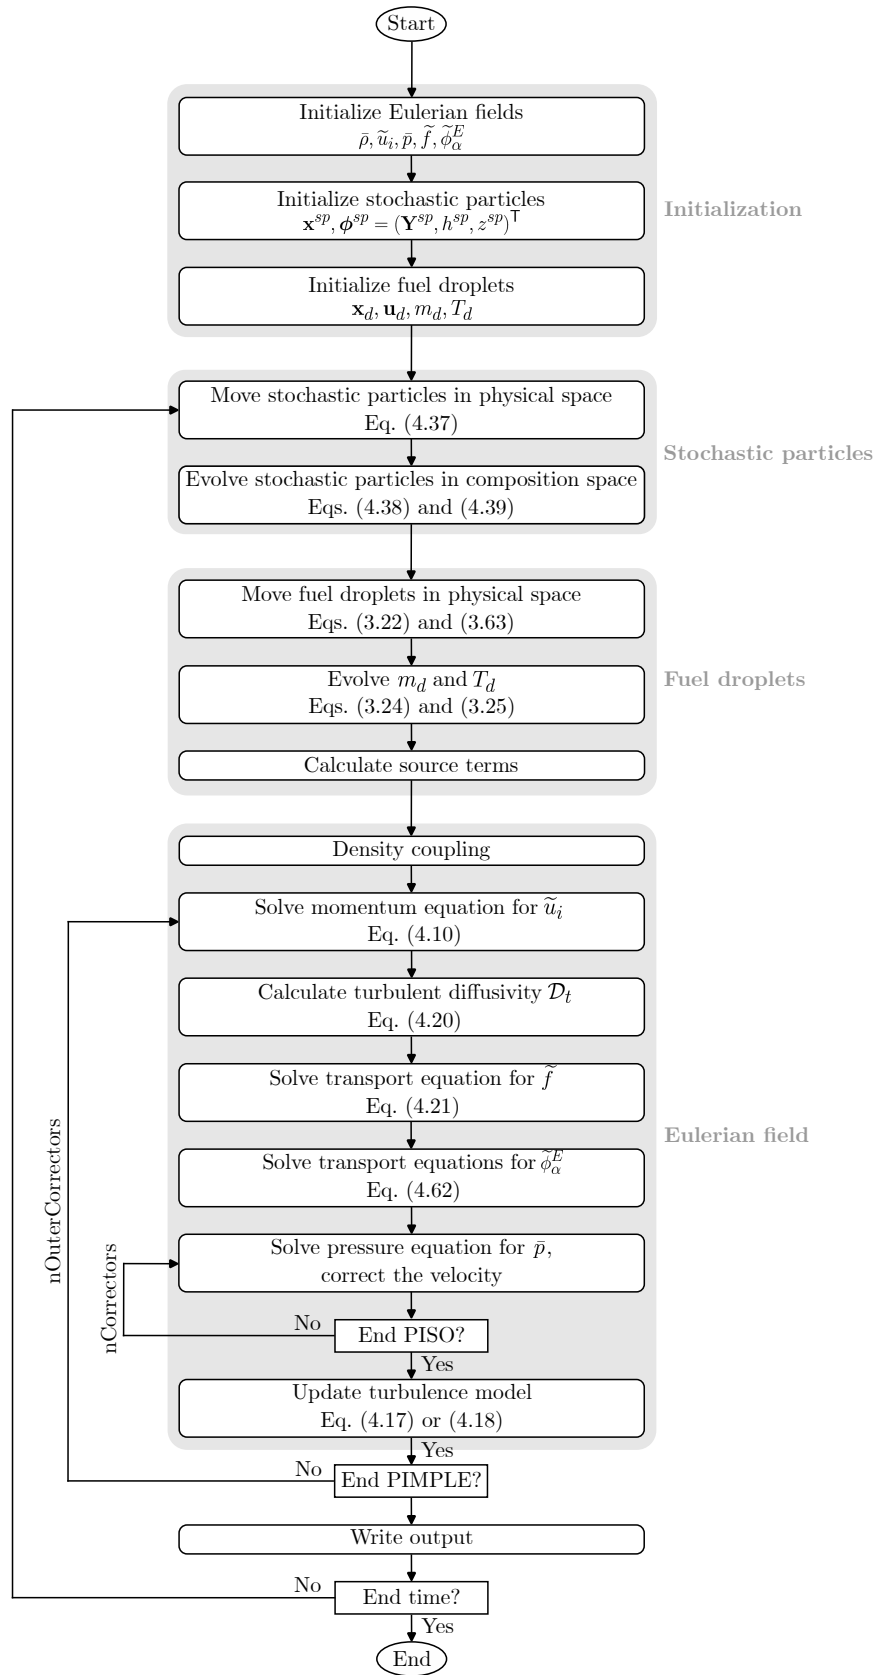 Start
Initialize Eulerian fields
ρ̄, ũᵢ, p̄, f̃, ϕ̃_α^E
Initialize stochastic particles
𝐱^{sp}, 𝛟^{sp} = (𝐘^{sp}, h^{sp}, z^{sp})^⊤
Initialization
Initialize fuel droplets
𝐱_d, 𝐮_d, m_d, T_d
Move stochastic particles in physical space
Eq. (4.37)
Stochastic particles
Evolve stochastic particles in composition space
Eqs. (4.38) and (4.39)
Move fuel droplets in physical space
Eqs. (3.22) and (3.63)
Evolve m_d and T_d
Eqs. (3.24) and (3.25)
Fuel droplets
Calculate source terms
Density coupling
Solve momentum equation for ũᵢ
Eq. (4.10)
Calculate turbulent diffusivity 𝒟_t
Eq. (4.20)
Solve transport equation for f̃
Eq. (4.21)
Eulerian field
Solve transport equations for ϕ̃_α^E
Eq. (4.62)
nOuterCorrectors
Solve pressure equation for p̄,
correct the velocity
nCorrectors
No
End PISO?
Yes
Update turbulence model
Eq. (4.17) or (4.18)
Yes
No
End PIMPLE?
Write output
No
End time?
Yes
End